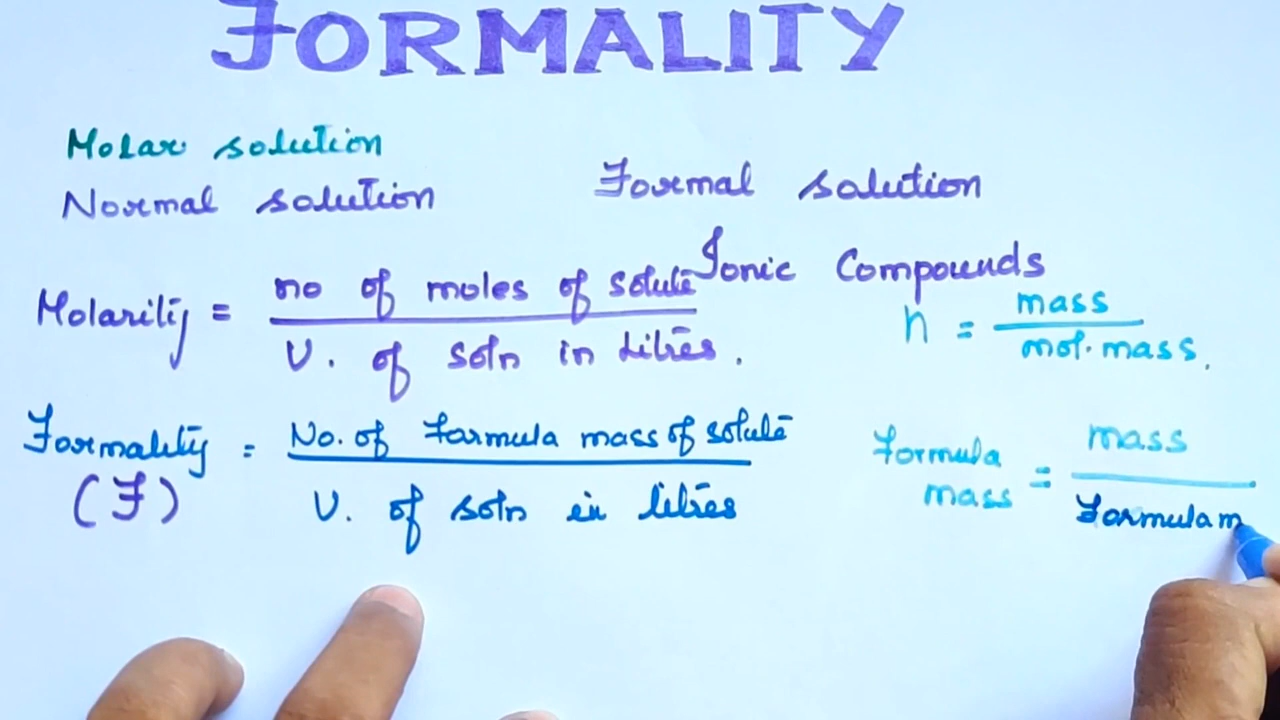 FORMALITY
Molar solution
Normal solution
Formal solution
Ionic Compounds
Molarity = no of moles of solute
V. of soln in litres.
n = mass
mol. mass.
Formality = No. of formula mass of solute
(F)
V. of soln in litres
formula mass = mass
Formula m